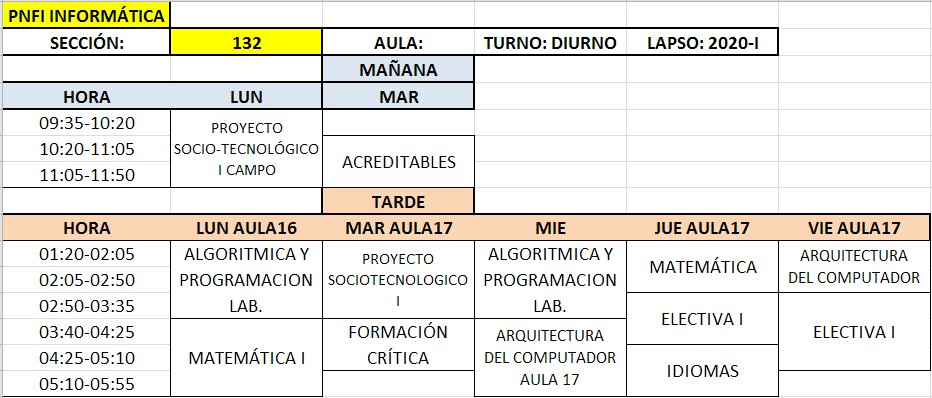 PNFI INFORMÁTICA
SECCIÓN: 132 AULA: TURNO: DIURNO LAPSO: 2020-I
MAÑANA
HORA LUN MAR
09:35-10:20
10:20-11:05
11:05-11:50
PROYECTO
SOCIO-TECNOLÓGICO
I CAMPO
ACREDITABLES
TARDE
HORA LUN AULA16 MAR AULA17 MIE JUE AULA17 VIE AULA17
01:20-02:05
02:05-02:50
02:50-03:35
03:40-04:25
04:25-05:10
05:10-05:55
ALGORITMICA Y
PROGRAMACION
LAB.
MATEMÁTICA I
PROYECTO
SOCIOTECNOLOGICO
I
FORMACIÓN
CRÍTICA
ALGORITMICA Y
PROGRAMACION
LAB.
ARQUITECTURA
DEL COMPUTADOR
AULA 17
MATEMÁTICA
ELECTIVA I
IDIOMAS
ARQUITECTURA
DEL COMPUTADOR
ELECTIVA I